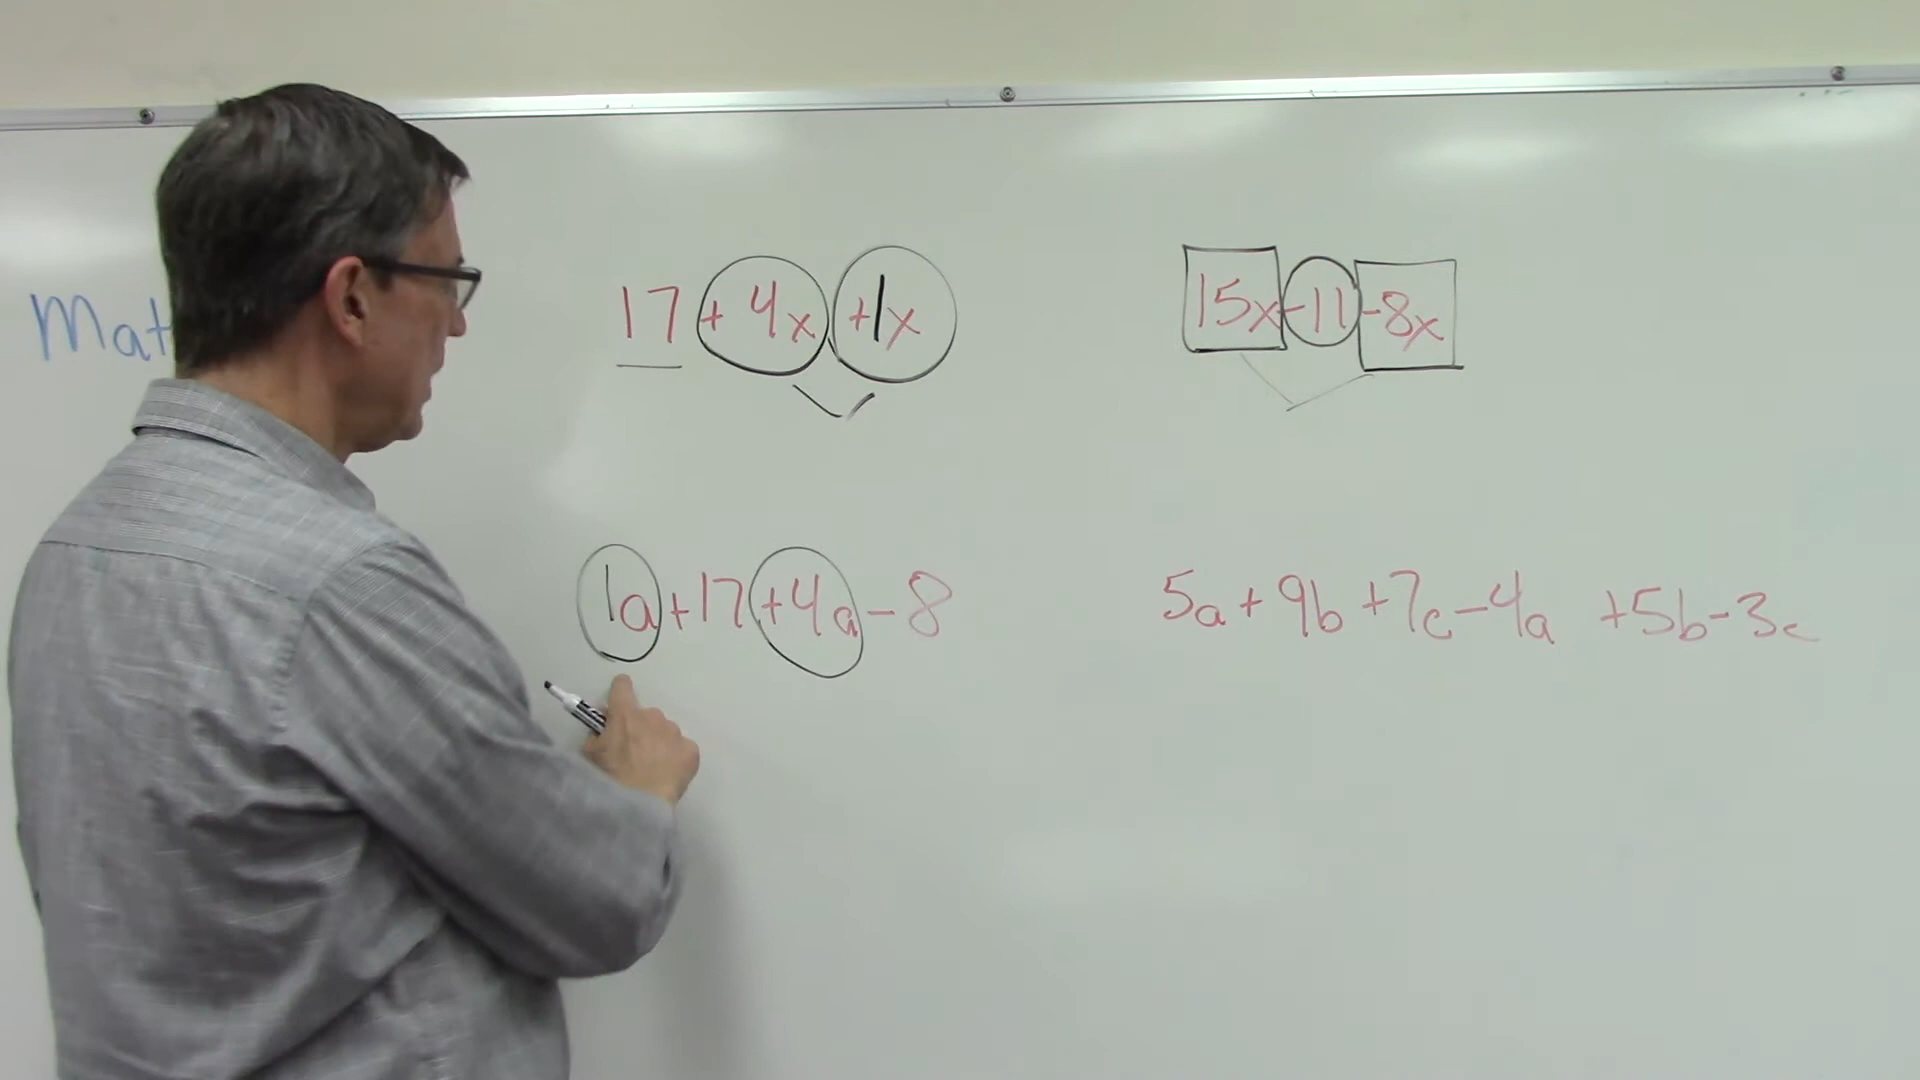 Mat
17 + 4x + 1x
15x - 11 - 8x
1a + 17 + 4a - 8
5a + 9b + 7c - 4a + 5b - 3c